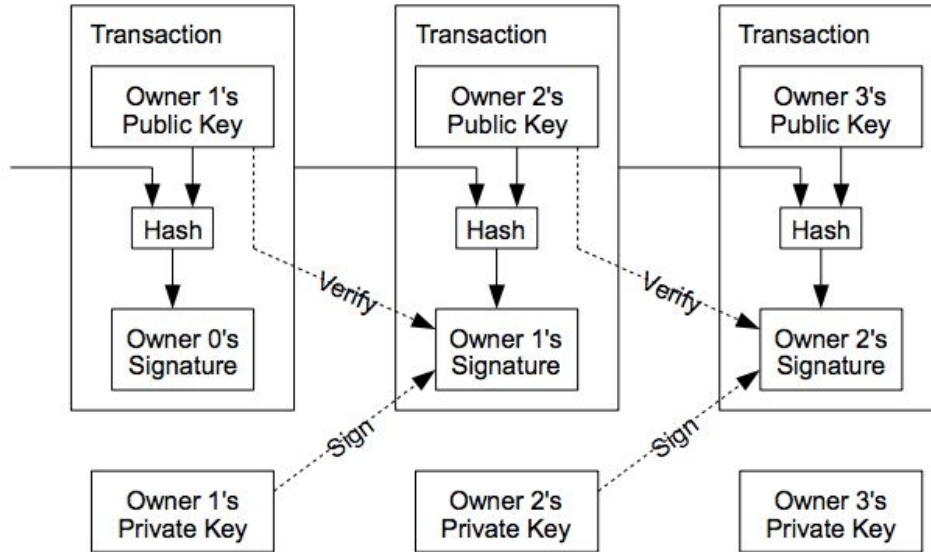 Transaction
Transaction
Transaction
Owner 1's
Public Key
Owner 2's
Public Key
Owner 3's
Public Key
Hash
Hash
Hash
Verify
Verify
Owner 0's
Signature
Owner 1's
Signature
Owner 2's
Signature
Sign
Sign
Owner 1's
Private Key
Owner 2's
Private Key
Owner 3's
Private Key